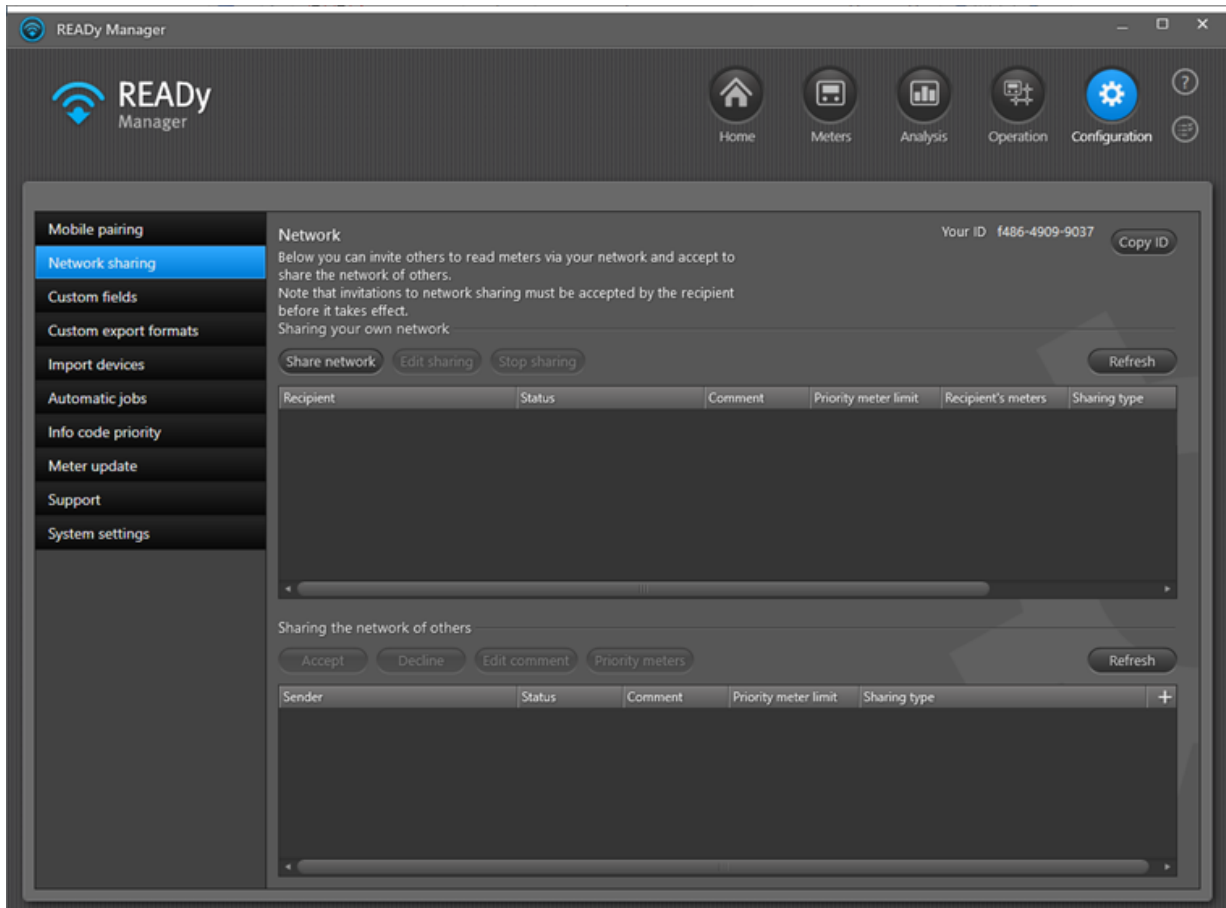 READy Manager
READy
Manager
Home Meters Analysis Operation Configuration
Mobile pairing
Network sharing
Custom fields
Custom export formats
Import devices
Automatic jobs
Info code priority
Meter update
Support
System settings
Network
Your ID f486-4909-9037 Copy ID
Below you can invite others to read meters via your network and accept to
share the network of others.
Note that invitations to network sharing must be accepted by the recipient
before it takes effect.
Sharing your own network
Share network Edit sharing Stop sharing Refresh
Recipient Status Comment Priority meter limit Recipient's meters Sharing type
Sharing the network of others
Accept Decline Edit comment Priority meters Refresh
Sender Status Comment Priority meter limit Sharing type +